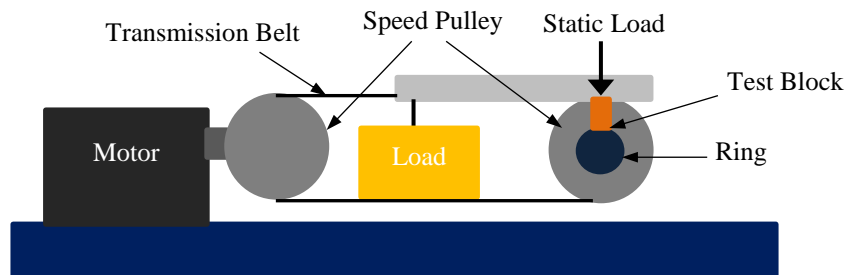 Speed Pulley
Static Load
Transmission Belt
Test Block
Motor
Load
Ring